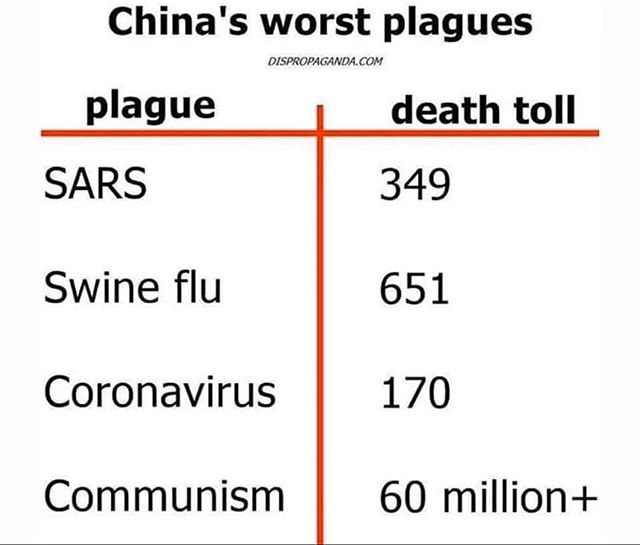 China's worst plagues
DISPROPAGANDA.COM
plague death toll
SARS 349
Swine flu 651
Coronavirus 170
Communism 60 million+